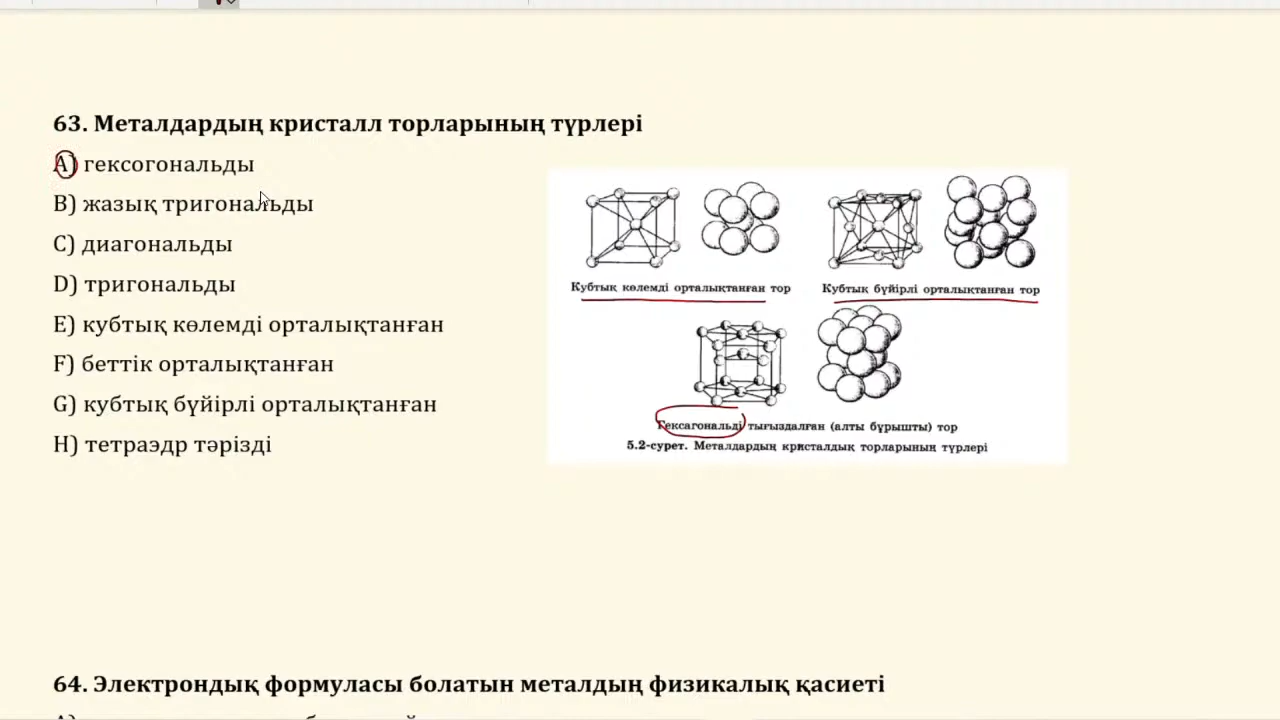 63. Металдардың кристалл торларының түрлері
A) гексогональды
B) жазық тригональды
C) диагональды
D) тригональды
E) кубтық көлемді орталықтанған
F) беттік орталықтанған
G) кубтық бүйірлі орталықтанған
H) тетраэдр тәрізді
Кубтық көлемді орталықтанған тор
Кубтық бүйірлі орталықтанған тор
Гексагональді тығыздалған (алты бұрышты) тор
5.2-сурет. Металдардың кристалдық торларының түрлері
64. Электрондық формуласы болатын металдың физикалық қасиеті